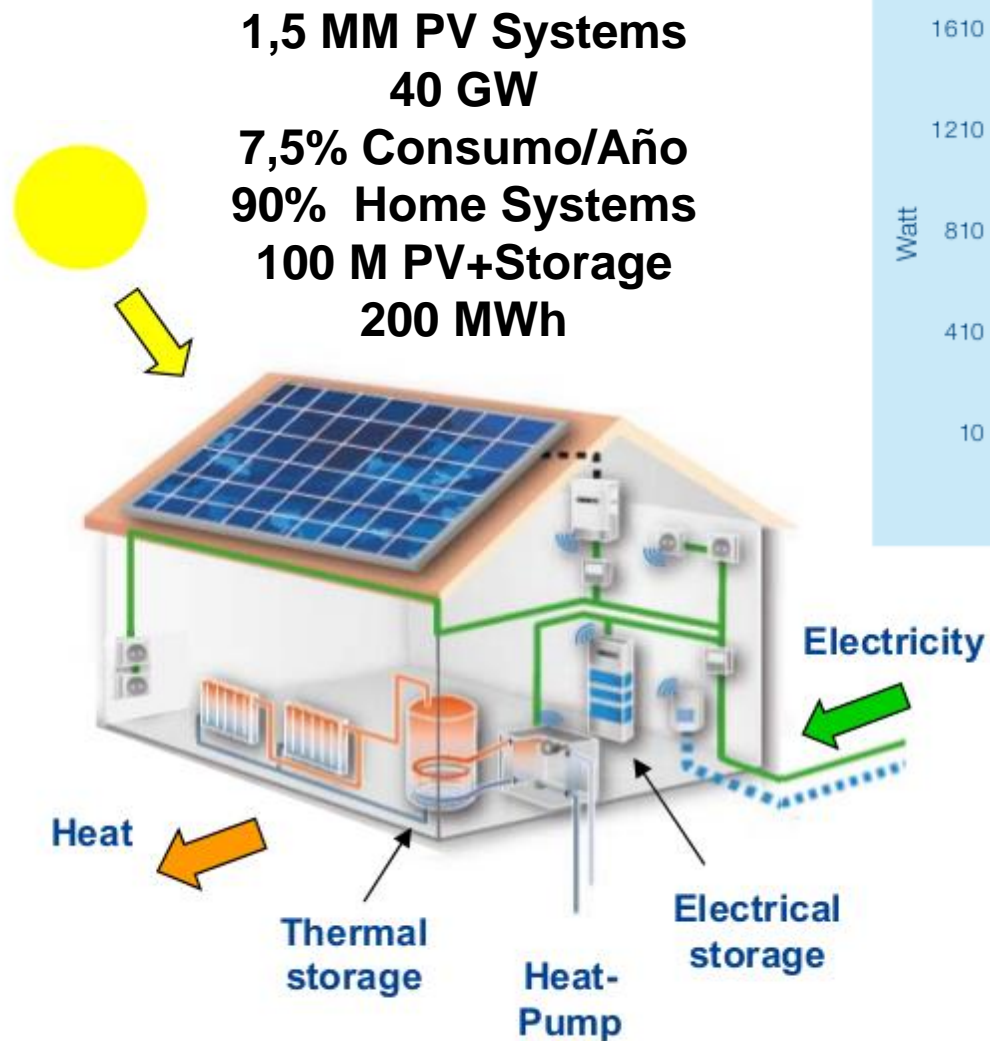 1,5 MM PV Systems
40 GW
7,5% Consumo/Año
90% Home Systems
100 M PV+Storage
200 MWh
1610
1210
Watt
810
410
10
Electricity
Heat
Thermal
storage
Heat-
Pump
Electrical
storage